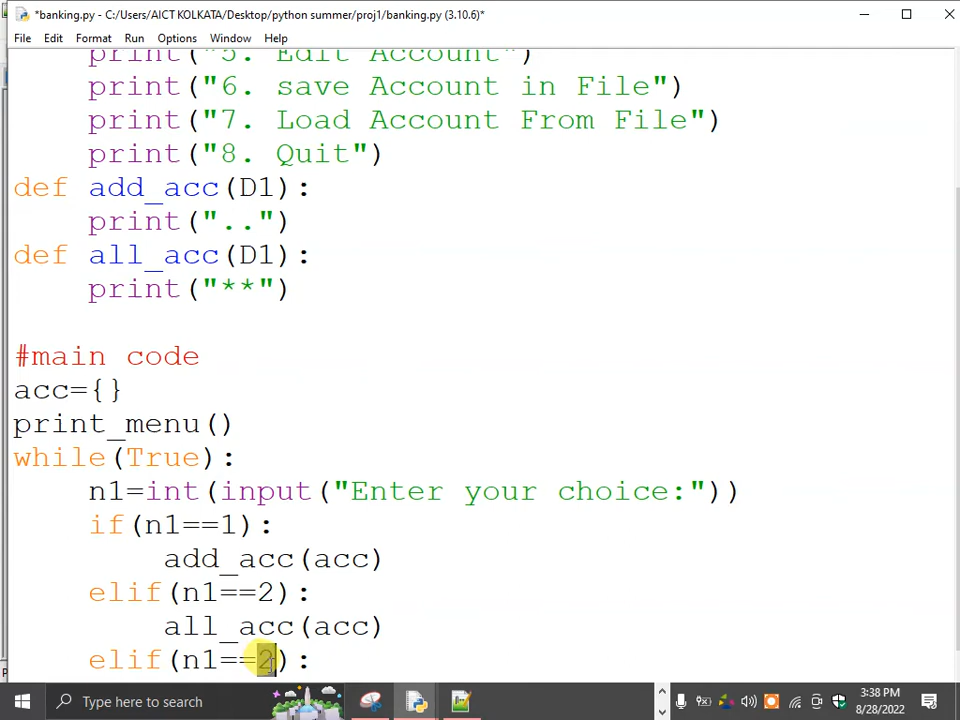 *banking.py - C:/Users/AICT KOLKATA/Desktop/python summer/proj1/banking.py (3.10.6)*
File Edit Format Run Options Window Help
    print("5. Edit Account")
    print("6. save Account in File")
    print("7. Load Account From File")
    print("8. Quit")
def add_acc(D1):
    print("..")
def all_acc(D1):
    print("**")
#main code
acc={}
print_menu()
while(True):
    n1=int(input("Enter your choice:"))
    if(n1==1):
        add_acc(acc)
    elif(n1==2):
        all_acc(acc)
    elif(n1==2):
Type here to search
3:38 PM
8/28/2022